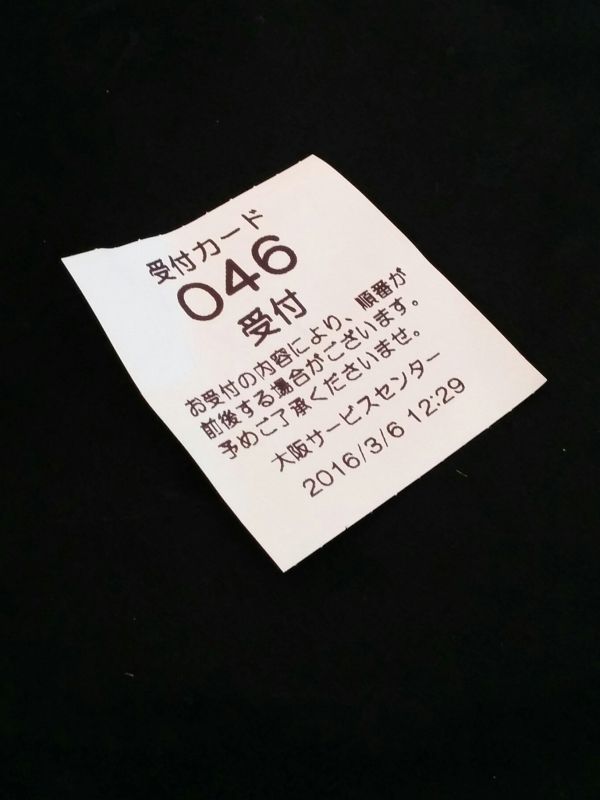 受付カード
046
受付
お受付の内容により、順番が
前後する場合がございます。
予めご了承くださいませ。
大阪サービスセンター
2016/3/6 12:29